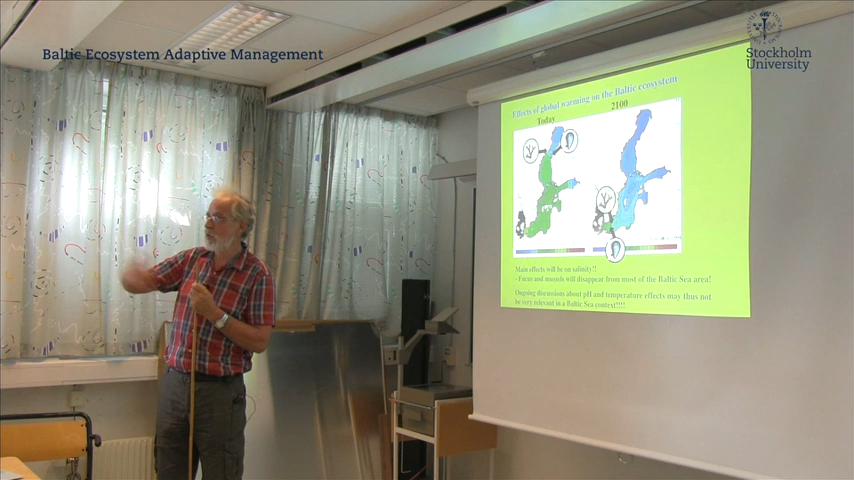 Baltic Ecosystem Adaptive Management
Stockholm
University
Effects of global warming on the Baltic ecosystem
Today
2100
Main effects will be on salinity!!
- Fucus and mussels will disappear from most of the Baltic Sea area!
Ongoing discussions about pH and temperature effects may thus not
be very relevant in a Baltic Sea context!!!!